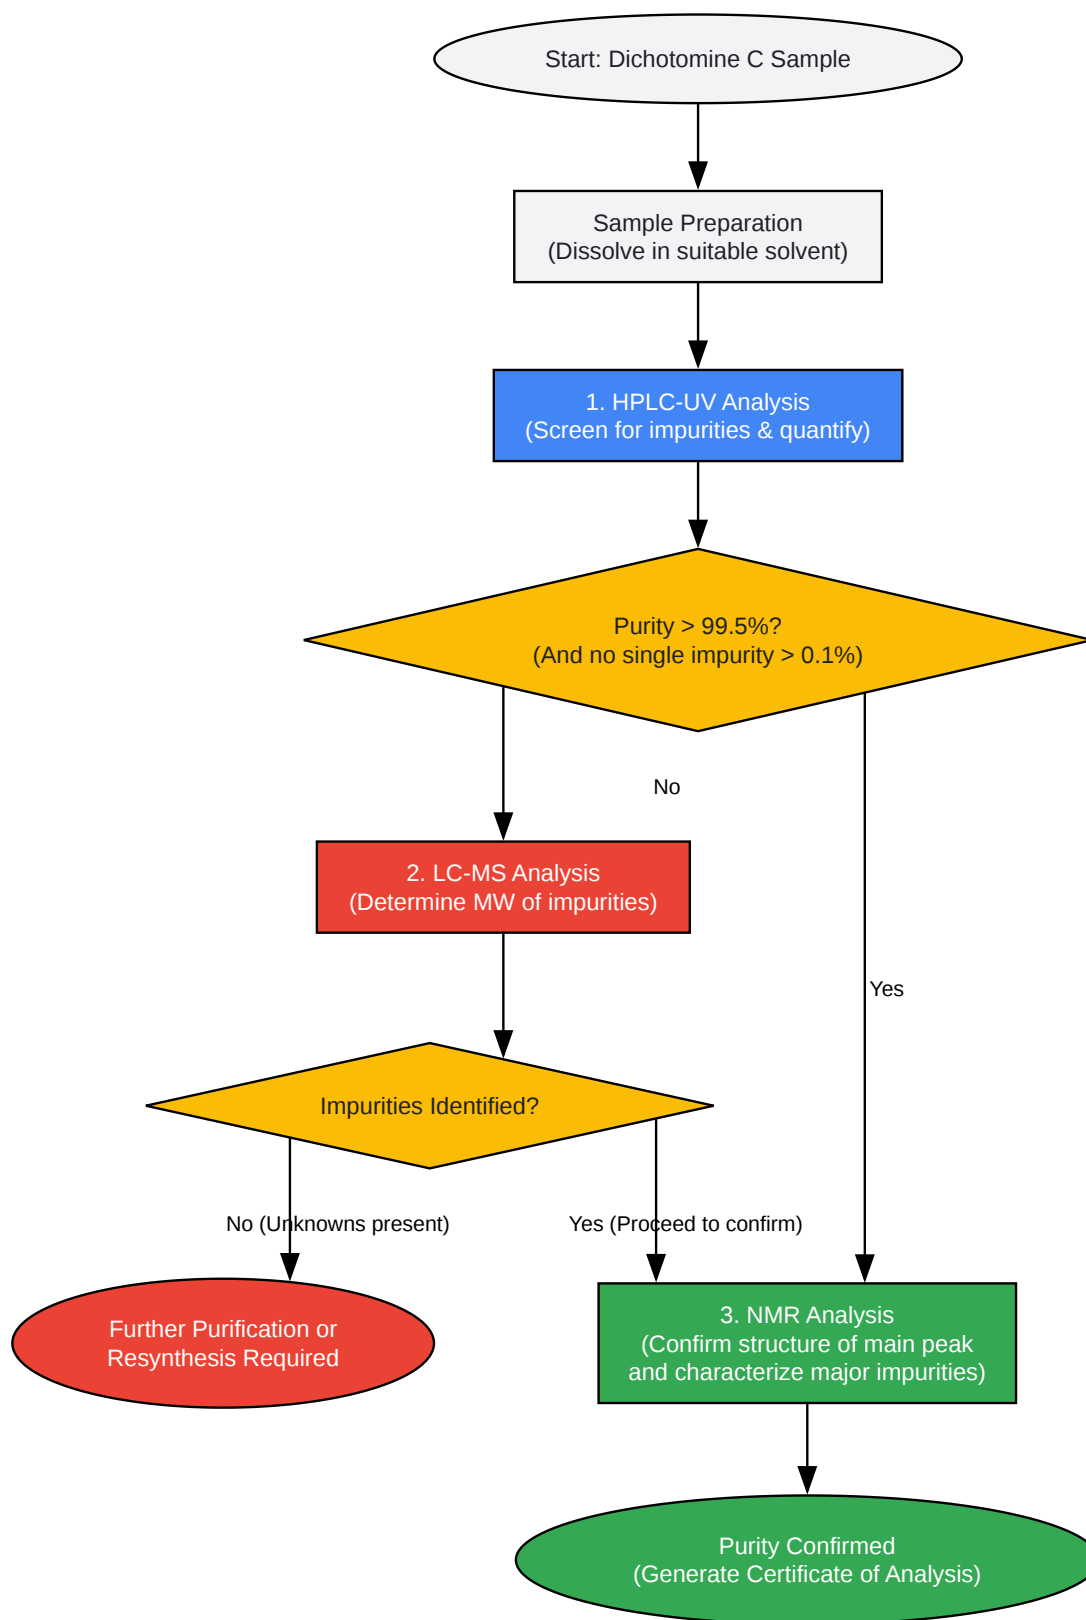 Start: Dichotomine C Sample
Sample Preparation
(Dissolve in suitable solvent)
1. HPLC-UV Analysis
(Screen for impurities & quantify)
Purity > 99.5%?
(And no single impurity > 0.1%)
No
2. LC-MS Analysis
(Determine MW of impurities)
Yes
Impurities Identified?
No (Unknowns present)
Yes (Proceed to confirm)
Further Purification or
Resynthesis Required
3. NMR Analysis
(Confirm structure of main peak
and characterize major impurities)
Purity Confirmed
(Generate Certificate of Analysis)